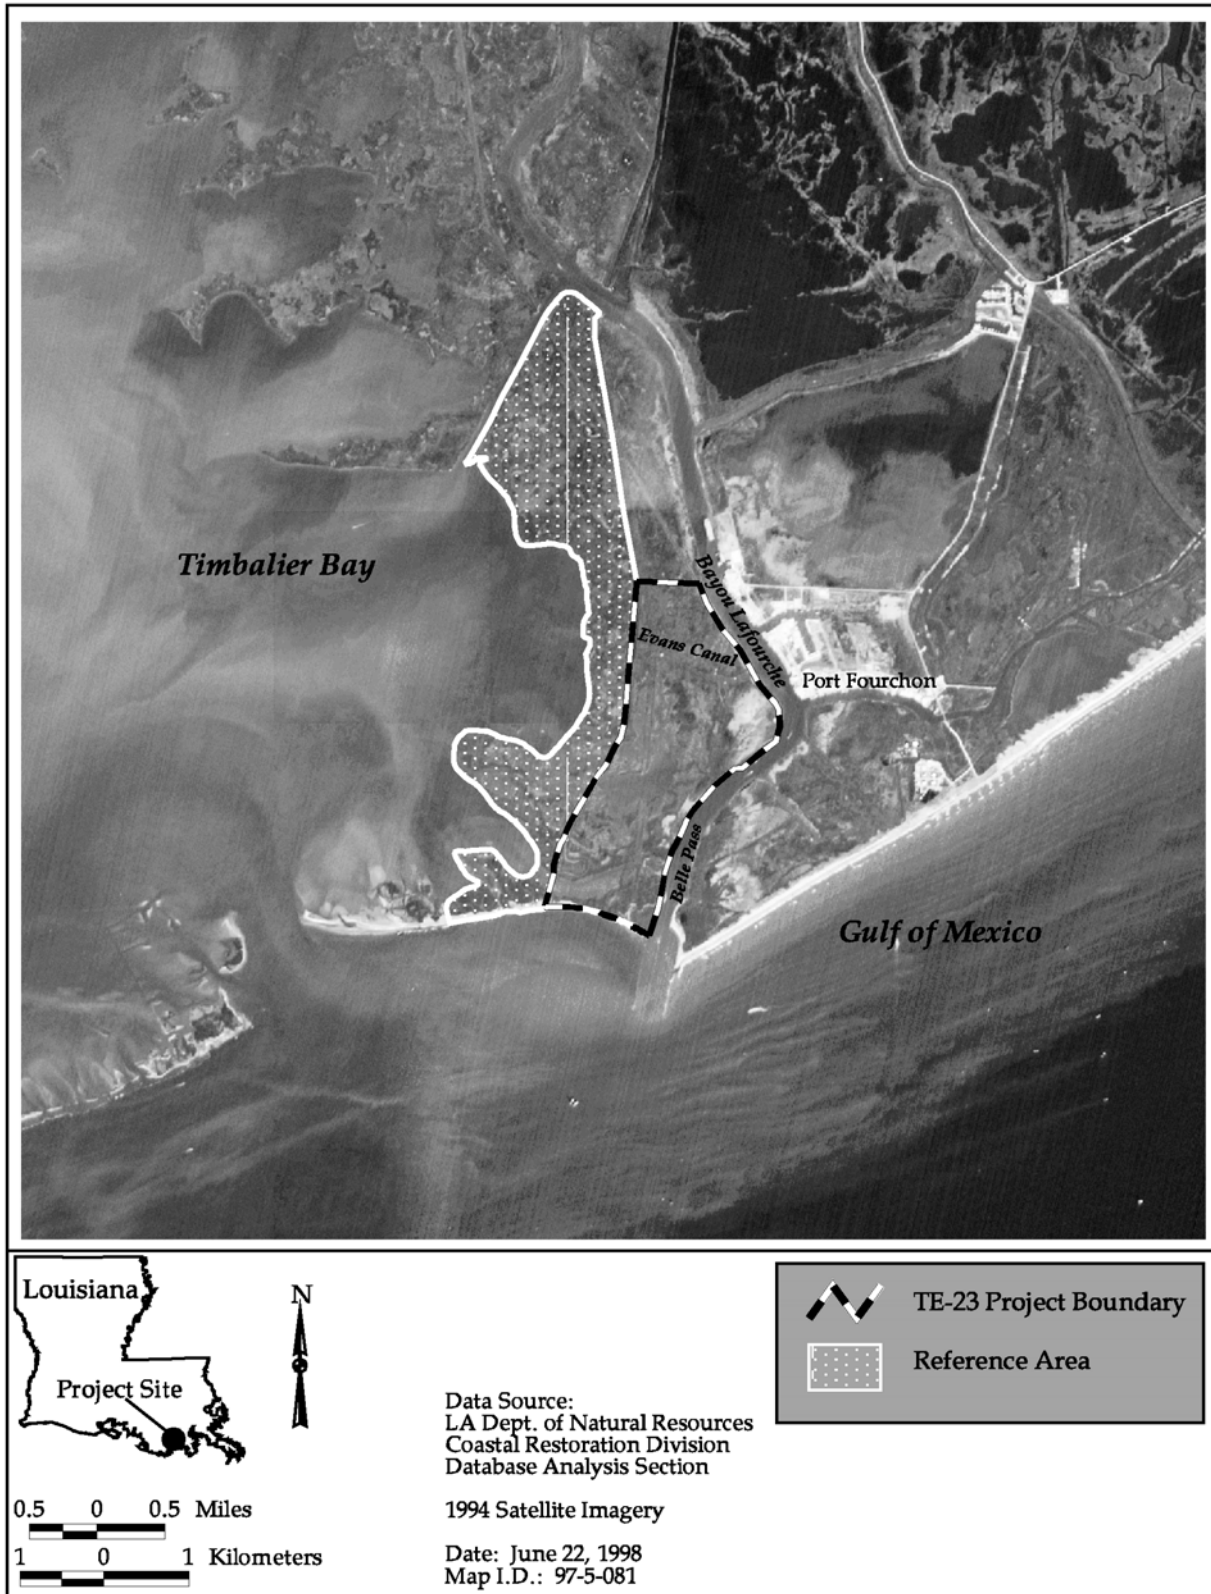 Timbalier Bay
Bayou Lafourche
Evans Canal
Port Fourchon
Belle Pass
Gulf of Mexico
Louisiana
Project Site
N
0.5 0 0.5 Miles
1 0 1 Kilometers
Data Source:
LA Dept. of Natural Resources
Coastal Restoration Division
Database Analysis Section
1994 Satellite Imagery
Date: June 22, 1998
Map I.D.: 97-5-081
TE-23 Project Boundary
Reference Area